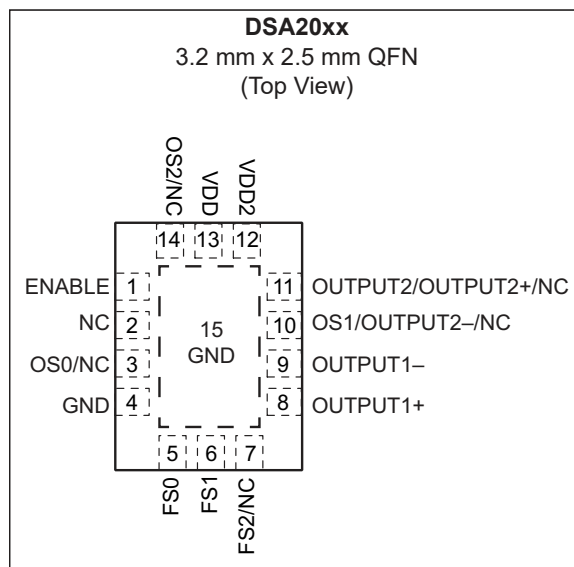 DSA20xx
3.2 mm x 2.5 mm QFN
(Top View)
OS2/NC
VDD
VDD2
14
13
12
ENABLE 1
NC 2
OS0/NC 3
GND 4
15
GND
11 OUTPUT2/OUTPUT2+/NC
10 OS1/OUTPUT2–/NC
9 OUTPUT1–
8 OUTPUT1+
5
6
7
FS0
FS1
FS2/NC